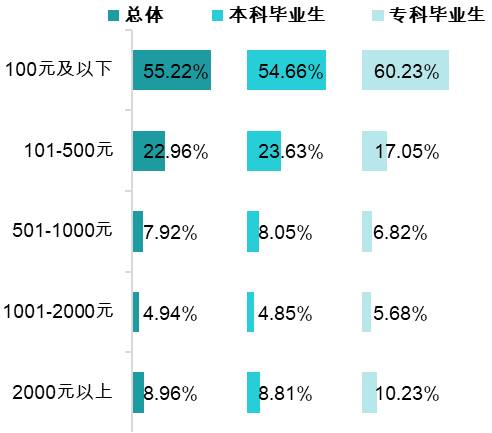 总体 本科毕业生 专科毕业生
100元及以下 55.22% 54.66% 60.23%
101-500元 22.96% 23.63% 17.05%
501-1000元 7.92% 8.05% 6.82%
1001-2000元 4.94% 4.85% 5.68%
2000元以上 8.96% 8.81% 10.23%